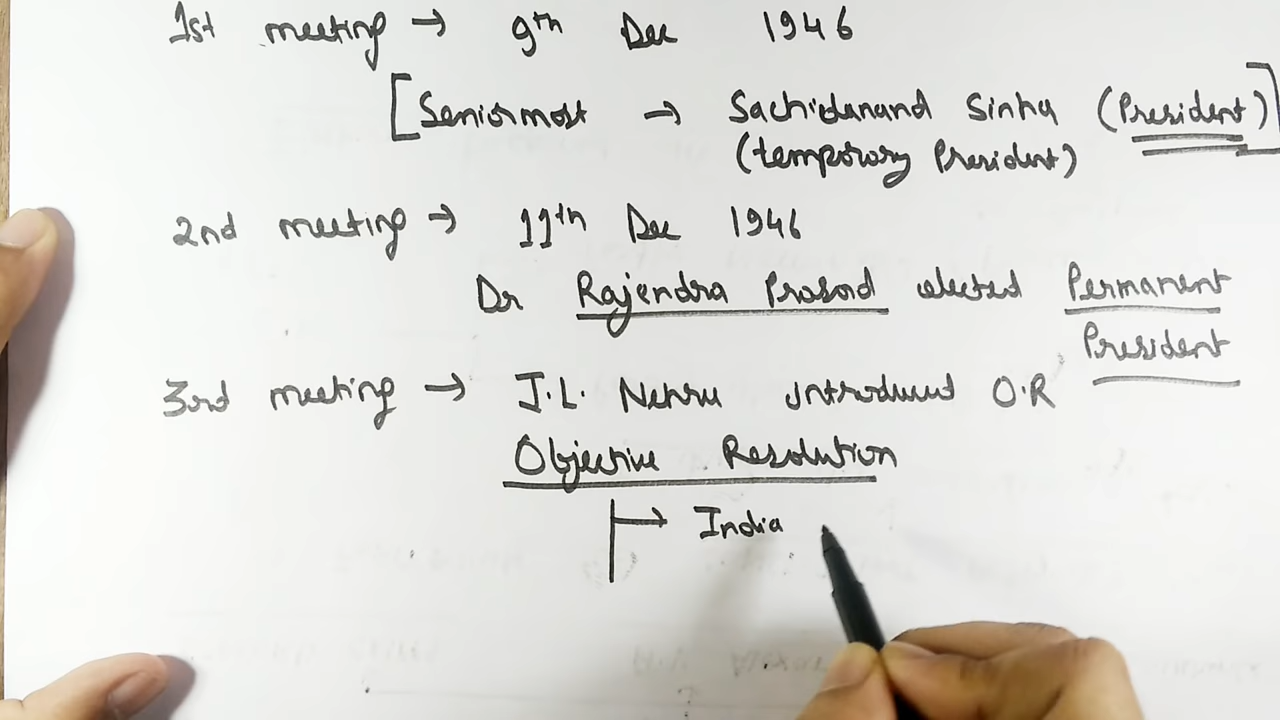 1st meeting → 9th Dec 1946
[Seniormost → Sachidanand Sinha (President)]
(temporary President)
2nd meeting → 11th Dec 1946
Dr Rajendra Prasad elected Permanent
President
3rd meeting → J.L. Nehru introduced O.R
Objective Resolution
→ India